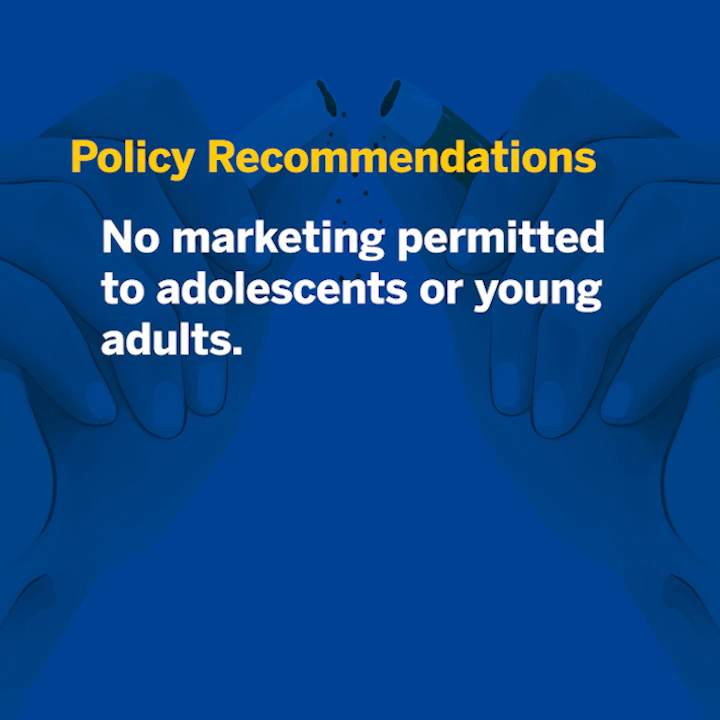 Policy Recommendations
No marketing permitted
to adolescents or young
adults.